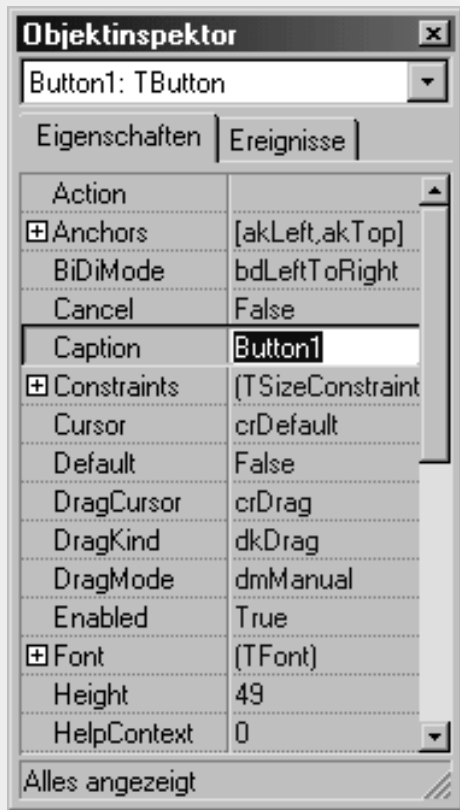 Objektinspektor
Button1: TButton
Eigenschaften Ereignisse
Action
Anchors [akLeft,akTop]
BiDiMode bdLeftToRight
Cancel False
Caption Button1
Constraints (TSizeConstraint
Cursor crDefault
Default False
DragCursor crDrag
DragKind dkDrag
DragMode dmManual
Enabled True
Font (TFont)
Height 49
HelpContext 0
Alles angezeigt